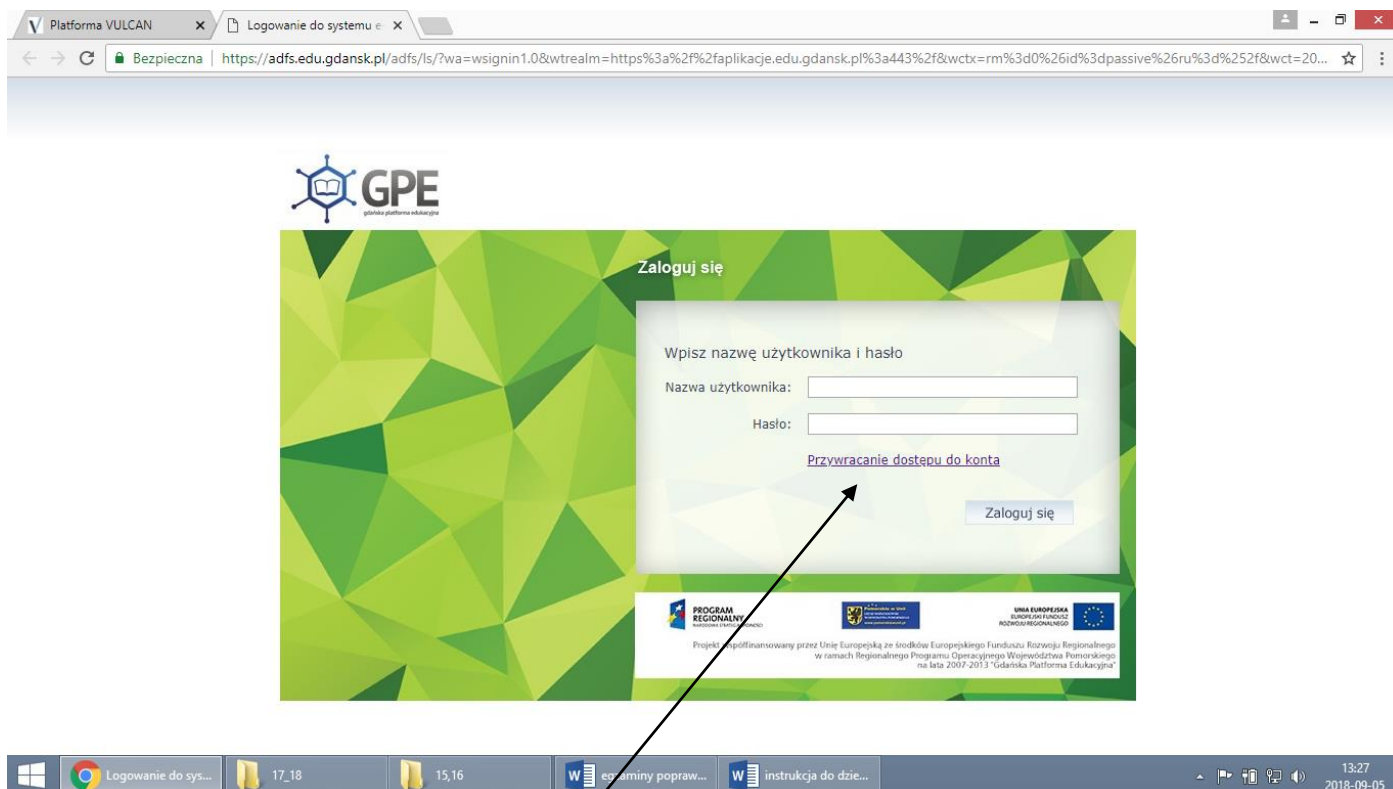 Platforma VULCAN
Logowanie do systemu e-
Bezpieczna
https://adfs.edu.gdansk.pl/adfs/ls/?wa=wsignin1.0&wtrealm=https%3a%2f%2faplikacje.edu.gdansk.pl%3a443%2f&wctx=rm%3d0%26id%3dpassive%26ru%3d%252f&wct=20...
GPE
gdańska platforma edukacyjna
Zaloguj się
Wpisz nazwę użytkownika i hasło
Nazwa użytkownika:
Hasło:
Przywracanie dostępu do konta
Zaloguj się
PROGRAM
REGIONALNY
NARODOWA STRATEGIA SPÓJNOŚCI
UNIA EUROPEJSKA
EUROPEJSKI FUNDUSZ
ROZWOJU REGIONALNEGO
Projekt współfinansowany przez Unię Europejską ze środków Europejskiego Funduszu Rozwoju Regionalnego
w ramach Regionalnego Programu Operacyjnego Województwa Pomorskiego
na lata 2007-2013 "Gdańska Platforma Edukacyjna"
Logowanie do sys...
17_18
15,16
egzaminy popraw...
instrukcja do dzie...
13:27
2018-09-05